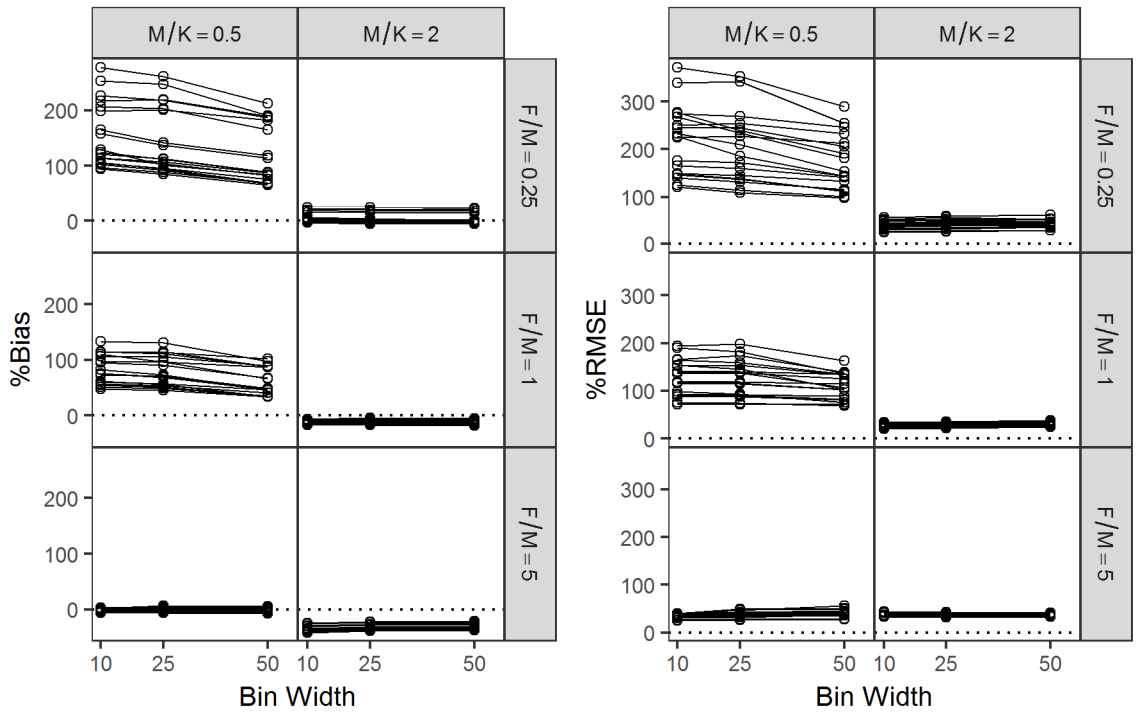 M/K = 0.5
M/K = 2
%Bias
200
100
0
F/M = 0.25
200
100
0
F/M = 1
200
100
0
F/M = 5
10
25
50
10
25
50
Bin Width
M/K = 0.5
M/K = 2
%RMSE
300
200
100
0
F/M = 0.25
300
200
100
0
F/M = 1
300
200
100
0
F/M = 5
10
25
50
10
25
50
Bin Width